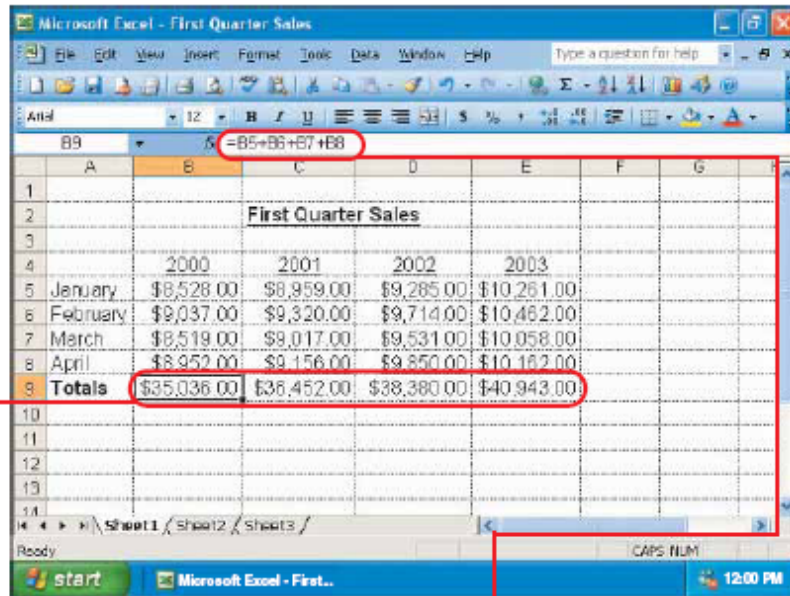 Microsoft Excel - First Quarter Sales
File Edit View Insert Format Tools Data Window Help Type a question for help
Arial 12 B I U $ % ,
B9 fx =B5+B6+B7+B8
A B C D E F G
1
2 First Quarter Sales
3
4 2000 2001 2002 2003
5 January $8,528.00 $8,959.00 $9,285.00 $10,261.00
6 February $9,037.00 $9,320.00 $9,714.00 $10,462.00
7 March $8,519.00 $9,017.00 $9,531.00 $10,058.00
8 April $8,952.00 $9,156.00 $9,850.00 $10,162.00
9 Totals $35,036.00 $36,452.00 $38,380.00 $40,943.00
10
11
12
13
14
Sheet1 / Sheet2 / Sheet3 /
Ready CAPS NUM
start Microsoft Excel - First... 12:00 PM